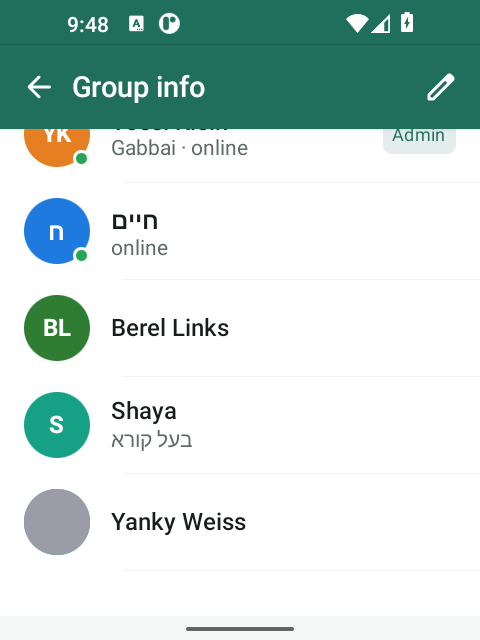 9:48
Group info
YK
Gabbai · online
Admin
ח
חיים
online
BL
Berel Links
S
Shaya
בעל קורא
Yanky Weiss